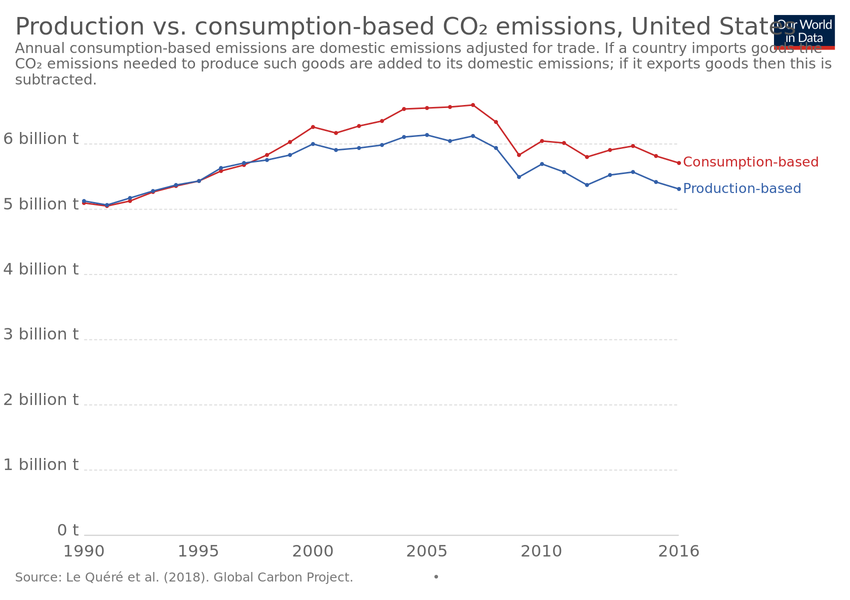 Production vs. consumption-based CO₂ emissions, United States
Our World
in Data
Annual consumption-based emissions are domestic emissions adjusted for trade. If a country imports goods the
CO₂ emissions needed to produce such goods are added to its domestic emissions; if it exports goods then this is
subtracted.
6 billion t
5 billion t
4 billion t
3 billion t
2 billion t
1 billion t
0 t
Consumption-based
Production-based
1990 1995 2000 2005 2010 2016
Source: Le Quéré et al. (2018). Global Carbon Project. •